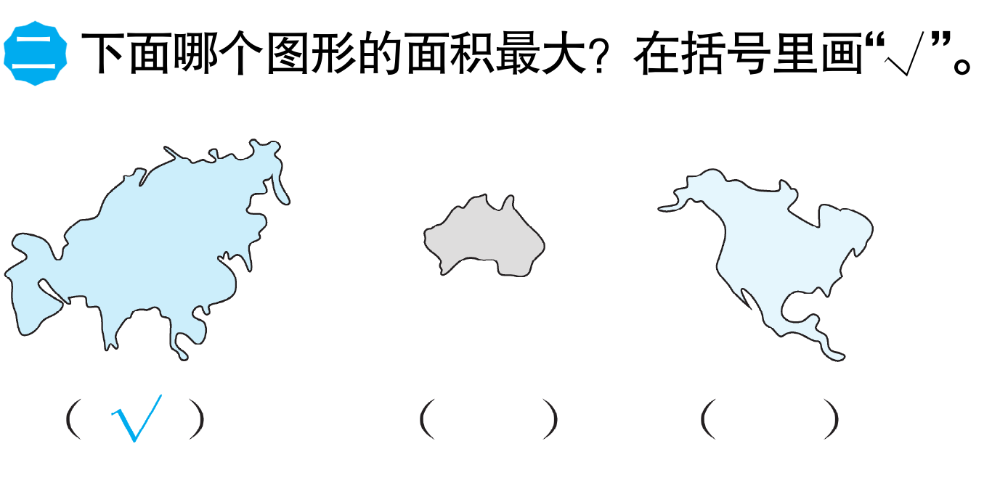 二 下面哪个图形的面积最大？在括号里画“√”。
（ √ ） （ ） （ ）